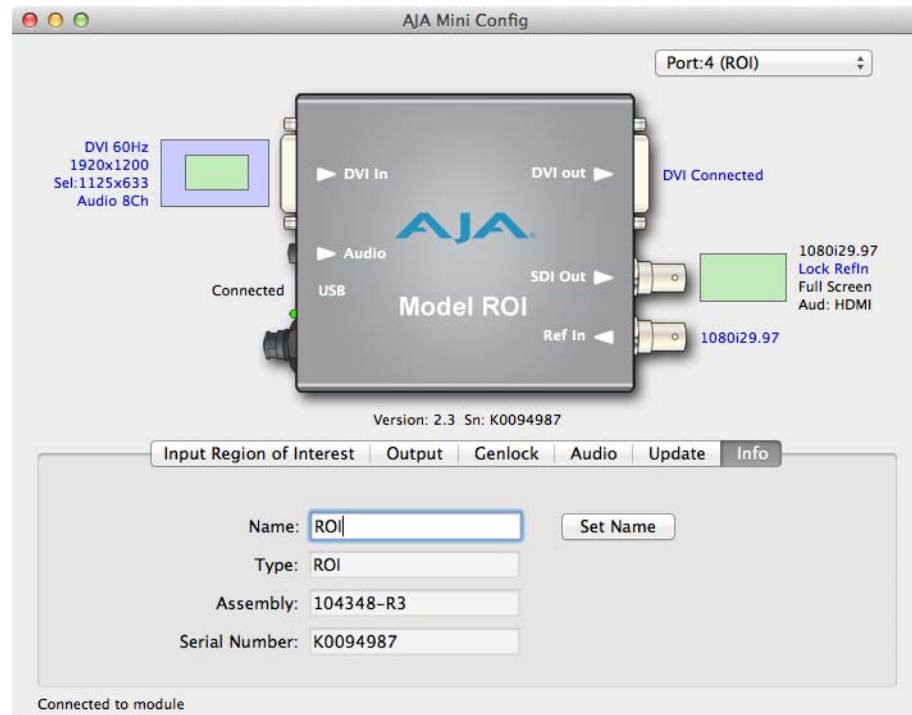 AJA Mini Config
Port:4 (ROI)
DVI 60Hz
1920x1200
Sel:1125x633
Audio 8Ch
DVI In
DVI out
DVI Connected
AJA
Audio
Connected
USB
SDI Out
Model ROI
Ref In
1080i29.97
Lock RefIn
Full Screen
Aud: HDMI
1080i29.97
Version: 2.3 Sn: K0094987
Input Region of Interest Output Genlock Audio Update Info
Name: ROI Set Name
Type: ROI
Assembly: 104348-R3
Serial Number: K0094987
Connected to module